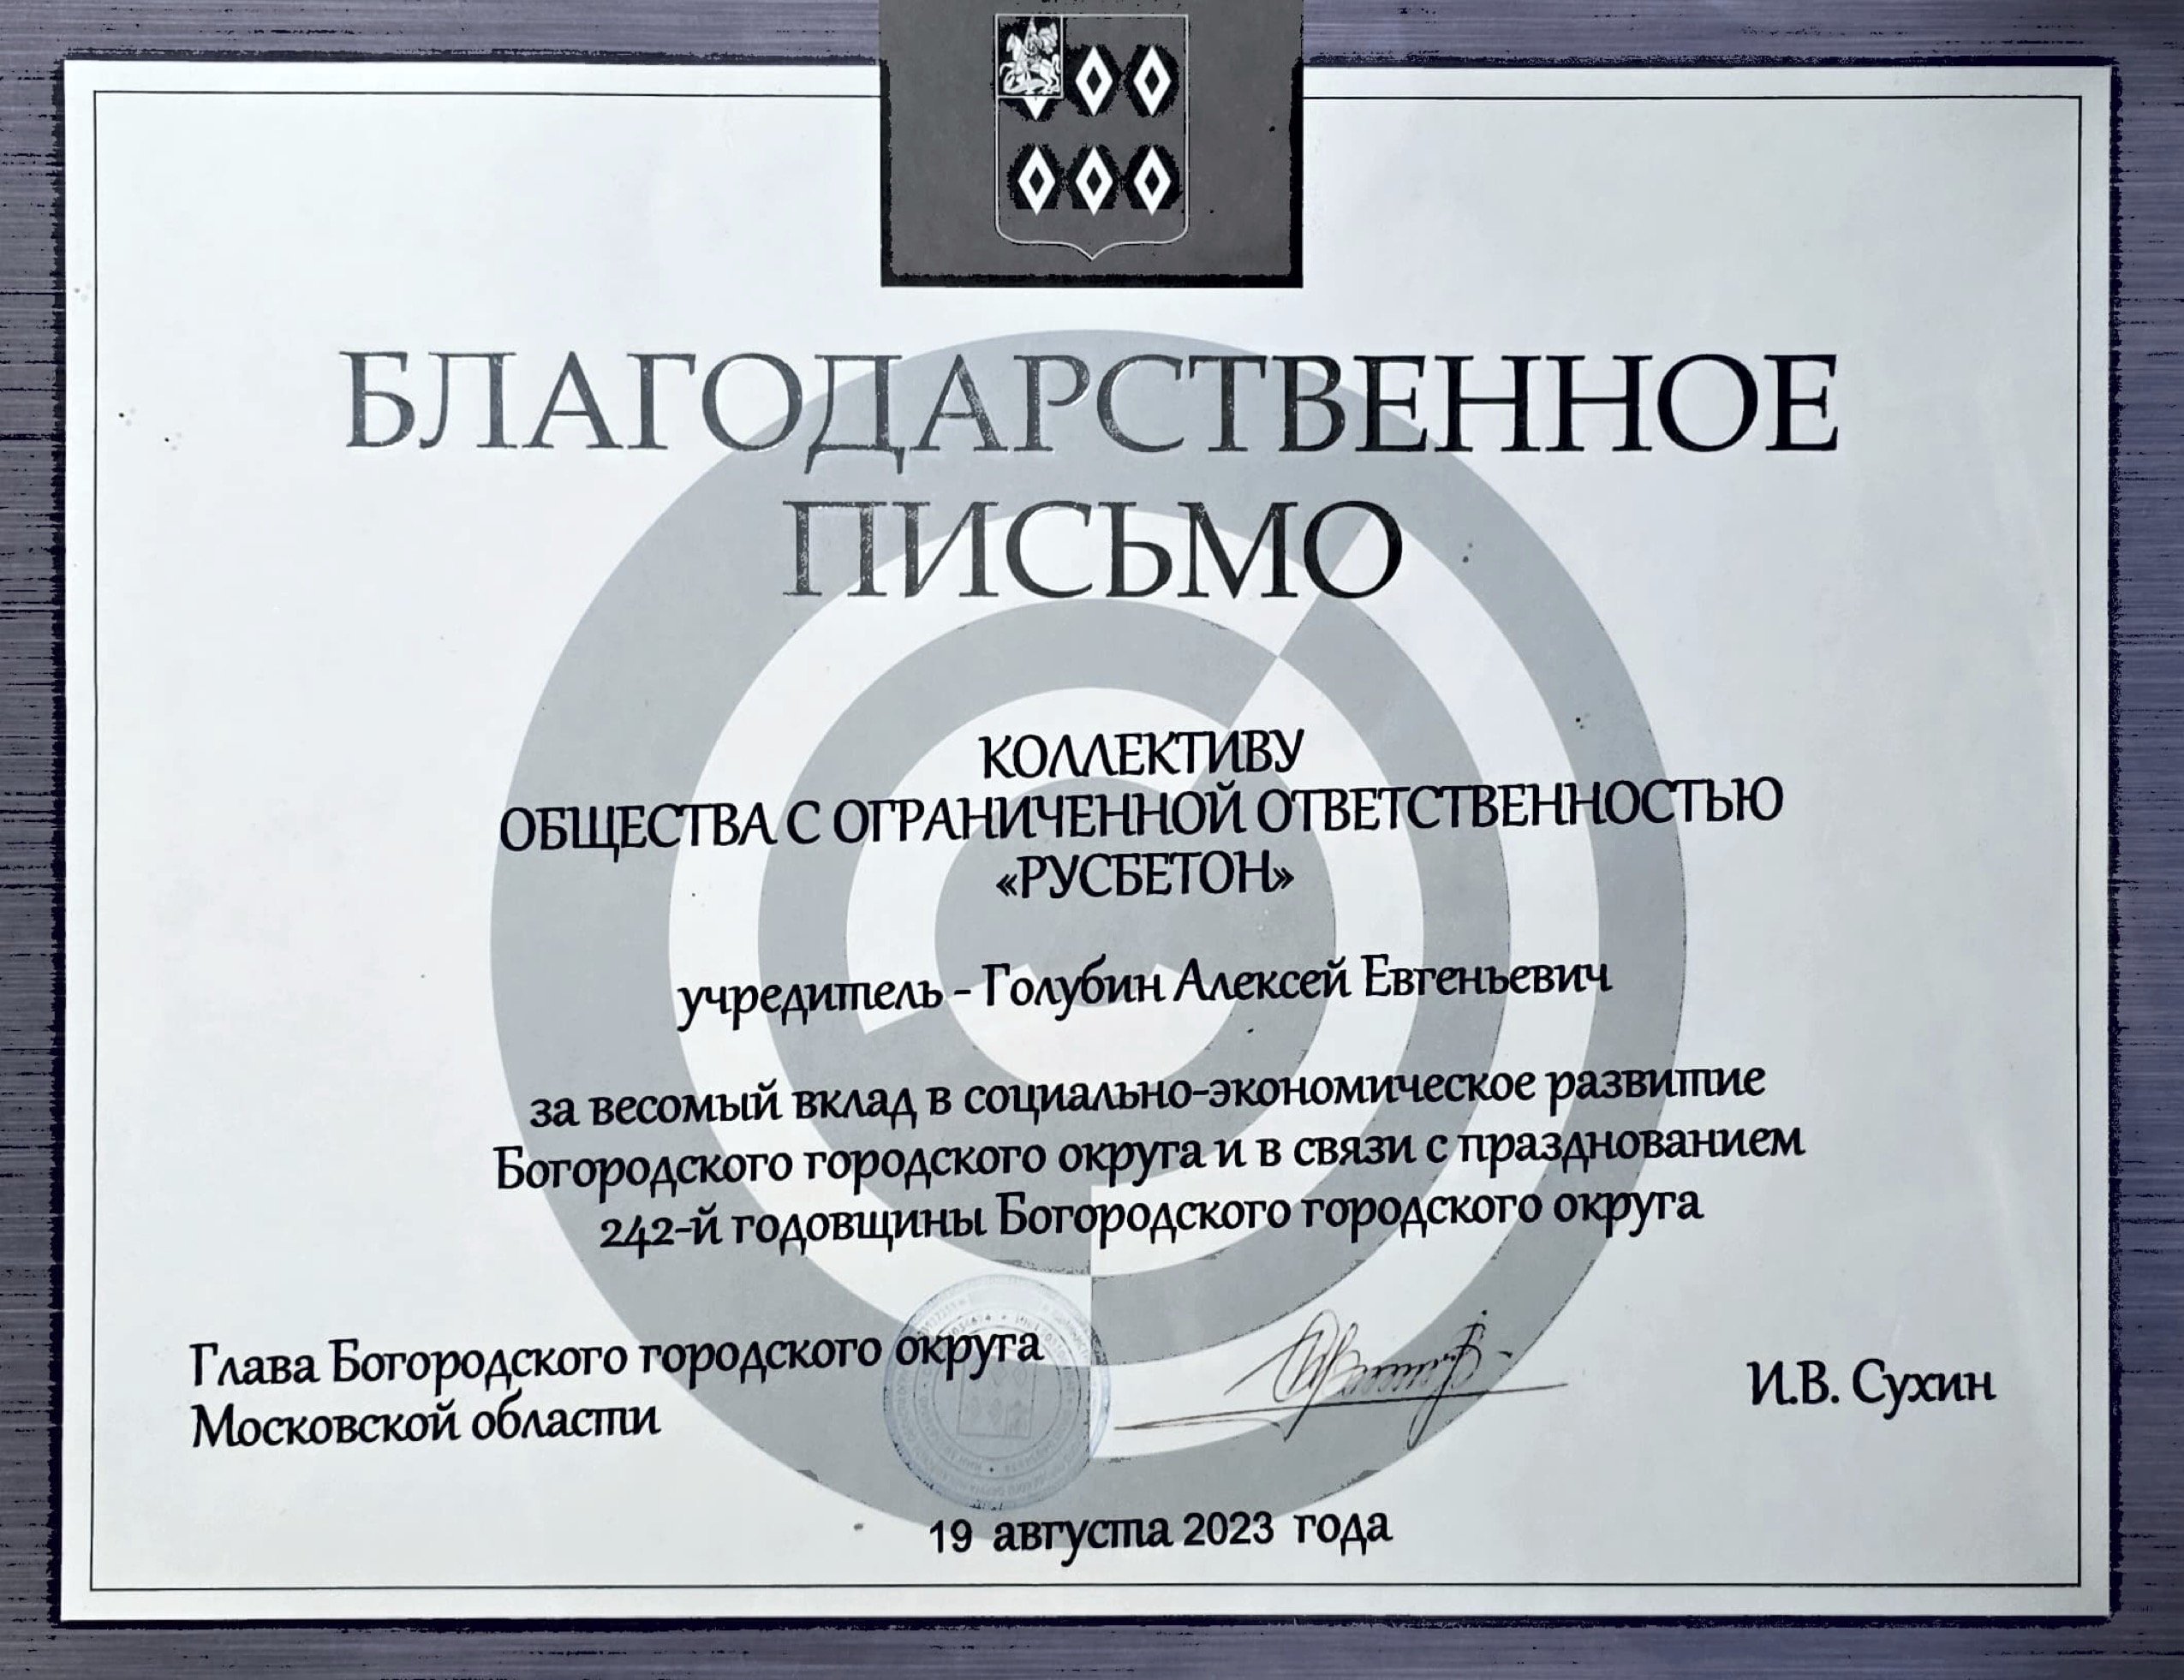 БЛАГОДАРСТВЕННОЕ
ПИСЬМО
КОЛЛЕКТИВУ
ОБЩЕСТВА С ОГРАНИЧЕННОЙ ОТВЕТСТВЕННОСТЬЮ
«РУСБЕТОН»
учредитель - Голубин Алексей Евгеньевич
за весомый вклад в социально-экономическое развитие
Богородского городского округа и в связи с празднованием
242-й годовщины Богородского городского округа
Глава Богородского городского округа
Московской области
И.В. Сухин
19 августа 2023 года